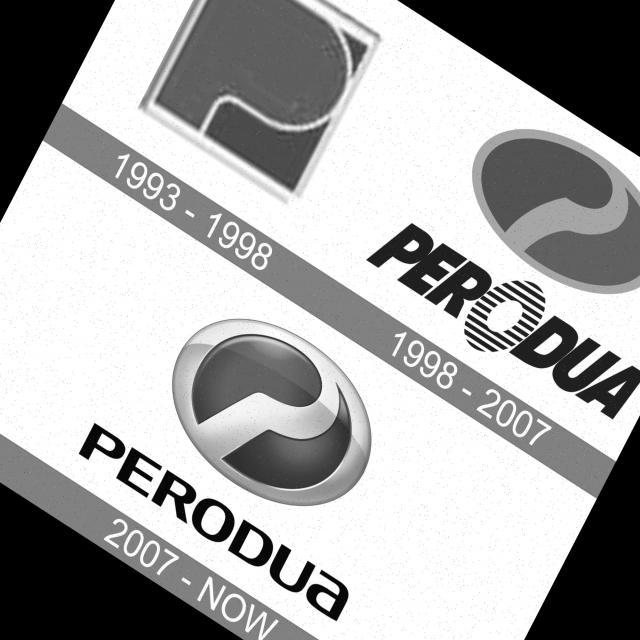 1993 - 1998
PERODUA
1998 - 2007
PERODUa
2007 - NOW